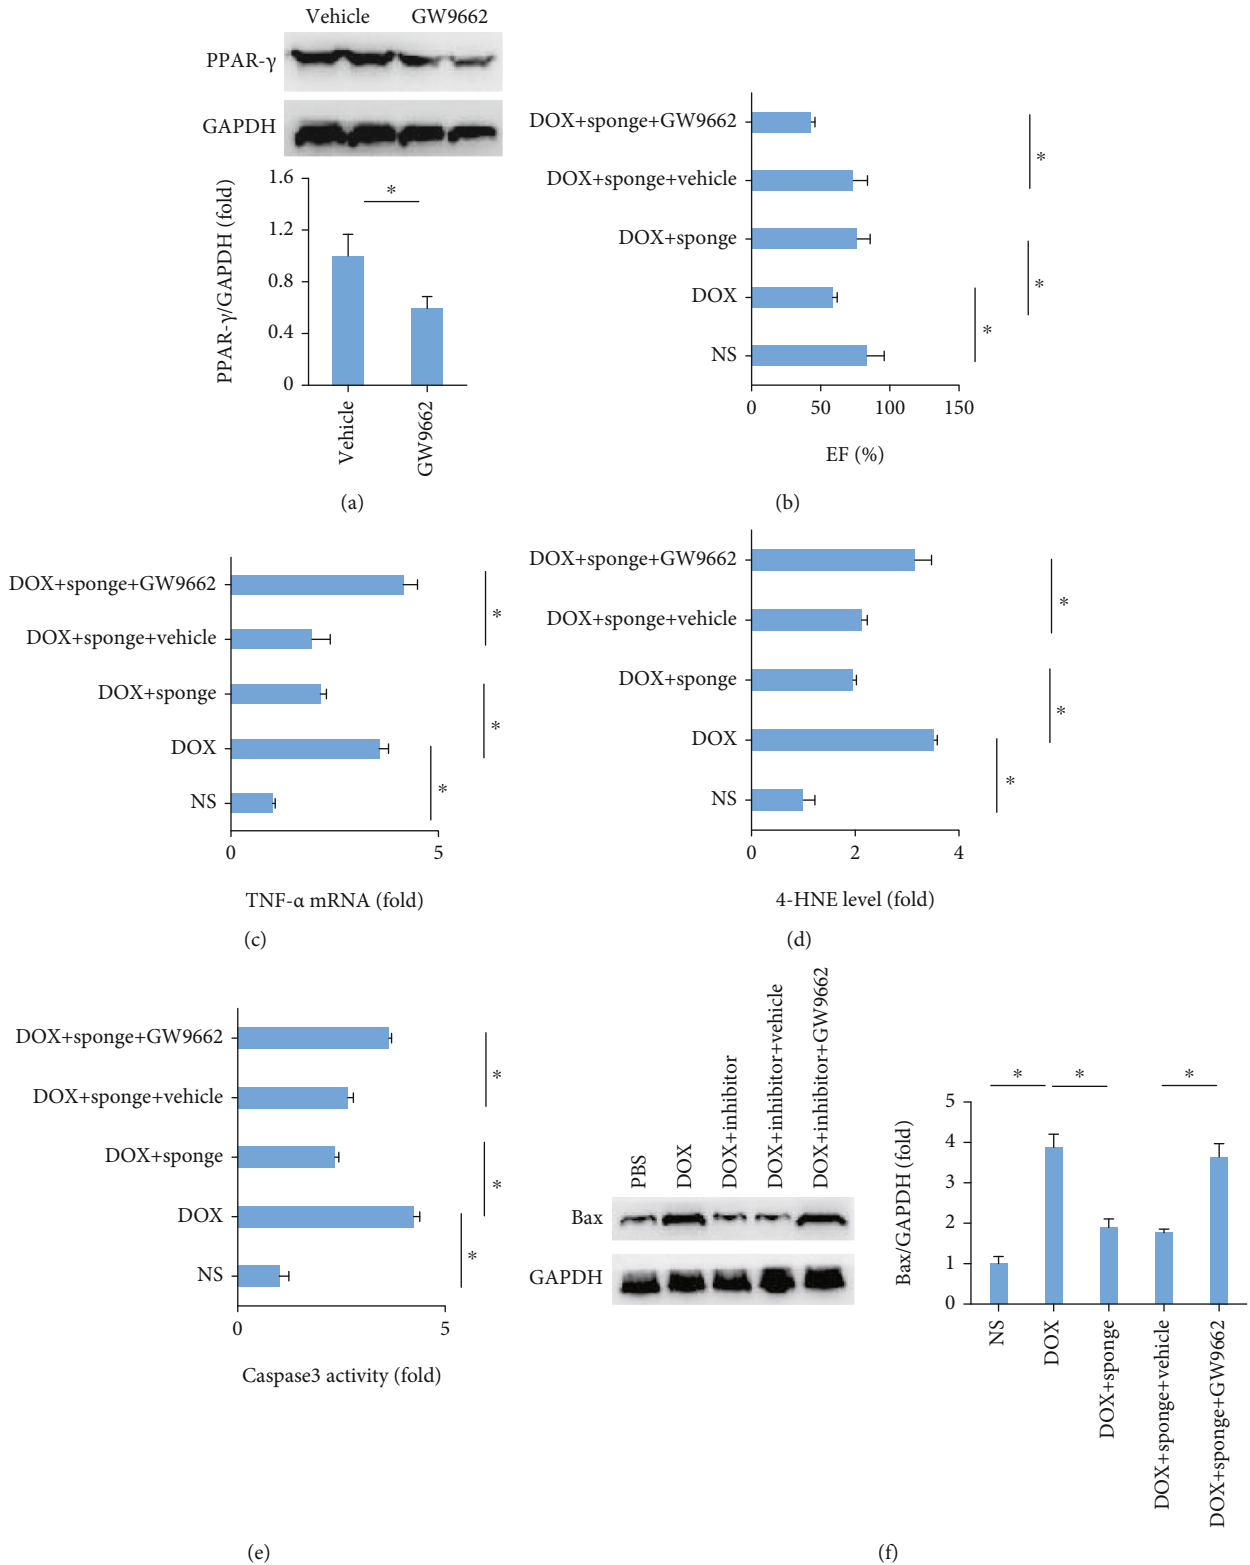 Vehicle GW9662
PPAR-γ
GAPDH
PPAR-γ/GAPDH (fold)
1.6
1.2
0.8
0.4
0
*
Vehicle
GW9662
(a)
DOX+sponge+GW9662
DOX+sponge+vehicle
DOX+sponge
DOX
NS
*
*
*
0 50 100 150
EF (%)
(b)
DOX+sponge+GW9662
DOX+sponge+vehicle
DOX+sponge
DOX
NS
*
*
*
0 5
TNF-α mRNA (fold)
(c)
DOX+sponge+GW9662
DOX+sponge+vehicle
DOX+sponge
DOX
NS
*
*
*
0 2 4
4-HNE level (fold)
(d)
DOX+sponge+GW9662
DOX+sponge+vehicle
DOX+sponge
DOX
NS
*
*
*
0 5
Caspase3 activity (fold)
(e)
PBS
DOX
DOX+inhibitor
DOX+inhibitor+vehicle
DOX+inhibitor+GW9662
Bax
GAPDH
Bax/GAPDH (fold)
5
4
3
2
1
0
* * *
NS
DOX
DOX+sponge
DOX+sponge+vehicle
DOX+sponge+GW9662
(f)